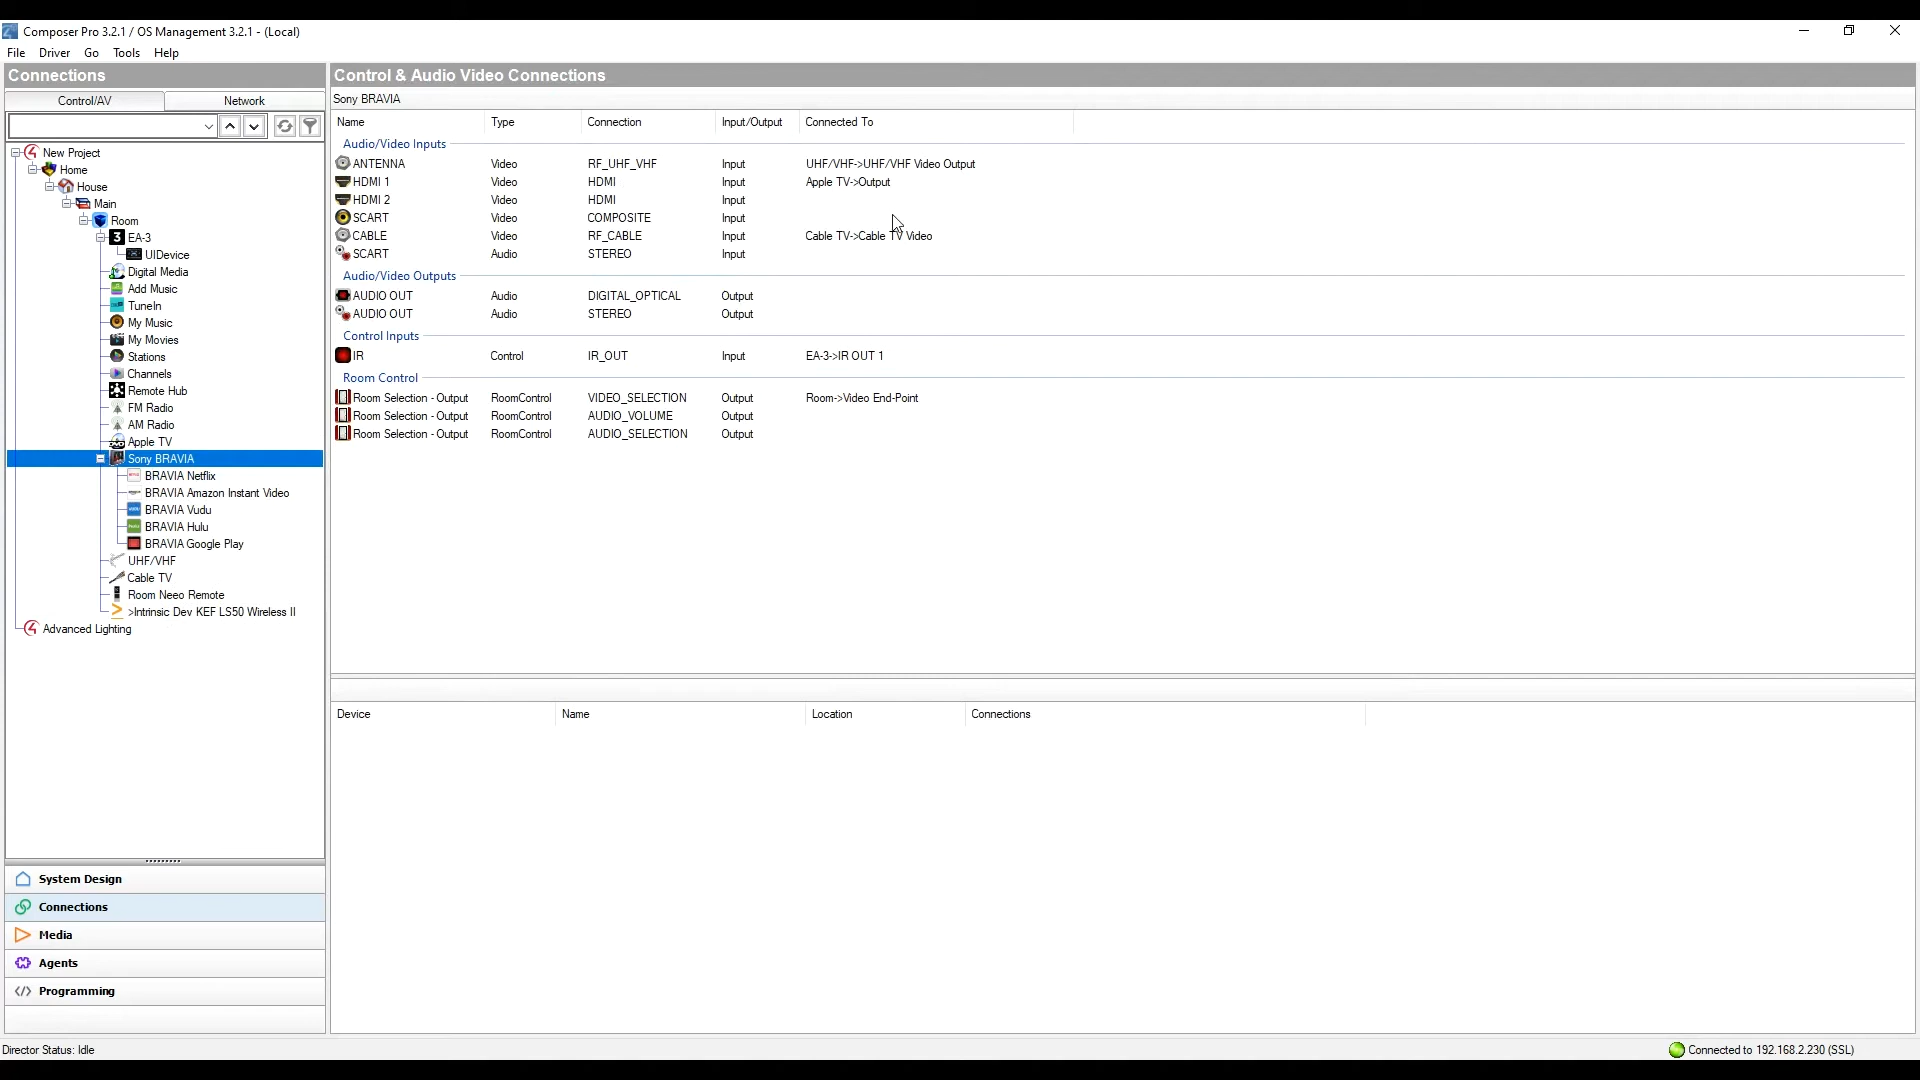 Composer Pro 3.2.1 / OS Management 3.2.1 - (Local)
File Driver Go Tools Help
Connections
Control/AV Network
New Project
Home
House
Main
Room
EA-3
UIDevice
Digital Media
Add Music
TuneIn
My Music
My Movies
Stations
Channels
Remote Hub
FM Radio
AM Radio
Apple TV
Sony BRAVIA
BRAVIA Netflix
BRAVIA Amazon Instant Video
BRAVIA Vudu
BRAVIA Hulu
BRAVIA Google Play
UHF/VHF
Cable TV
Room Neeo Remote
>Intrinsic Dev KEF LS50 Wireless II
Advanced Lighting
System Design
Connections
Media
Agents
Programming
Control & Audio Video Connections
Sony BRAVIA
Name Type Connection Input/Output Connected To
Audio/Video Inputs
ANTENNA Video RF_UHF_VHF Input UHF/VHF->UHF/VHF Video Output
HDMI 1 Video HDMI Input Apple TV->Output
HDMI 2 Video HDMI Input
SCART Video COMPOSITE Input
CABLE Video RF_CABLE Input Cable TV->Cable TV Video
SCART Audio STEREO Input
Audio/Video Outputs
AUDIO OUT Audio DIGITAL_OPTICAL Output
AUDIO OUT Audio STEREO Output
Control Inputs
IR Control IR_OUT Input EA-3->IR OUT 1
Room Control
Room Selection - Output RoomControl VIDEO_SELECTION Output Room->Video End-Point
Room Selection - Output RoomControl AUDIO_VOLUME Output
Room Selection - Output RoomControl AUDIO_SELECTION Output
Device Name Location Connections
Director Status: Idle
Connected to 192.168.2.230 (SSL)